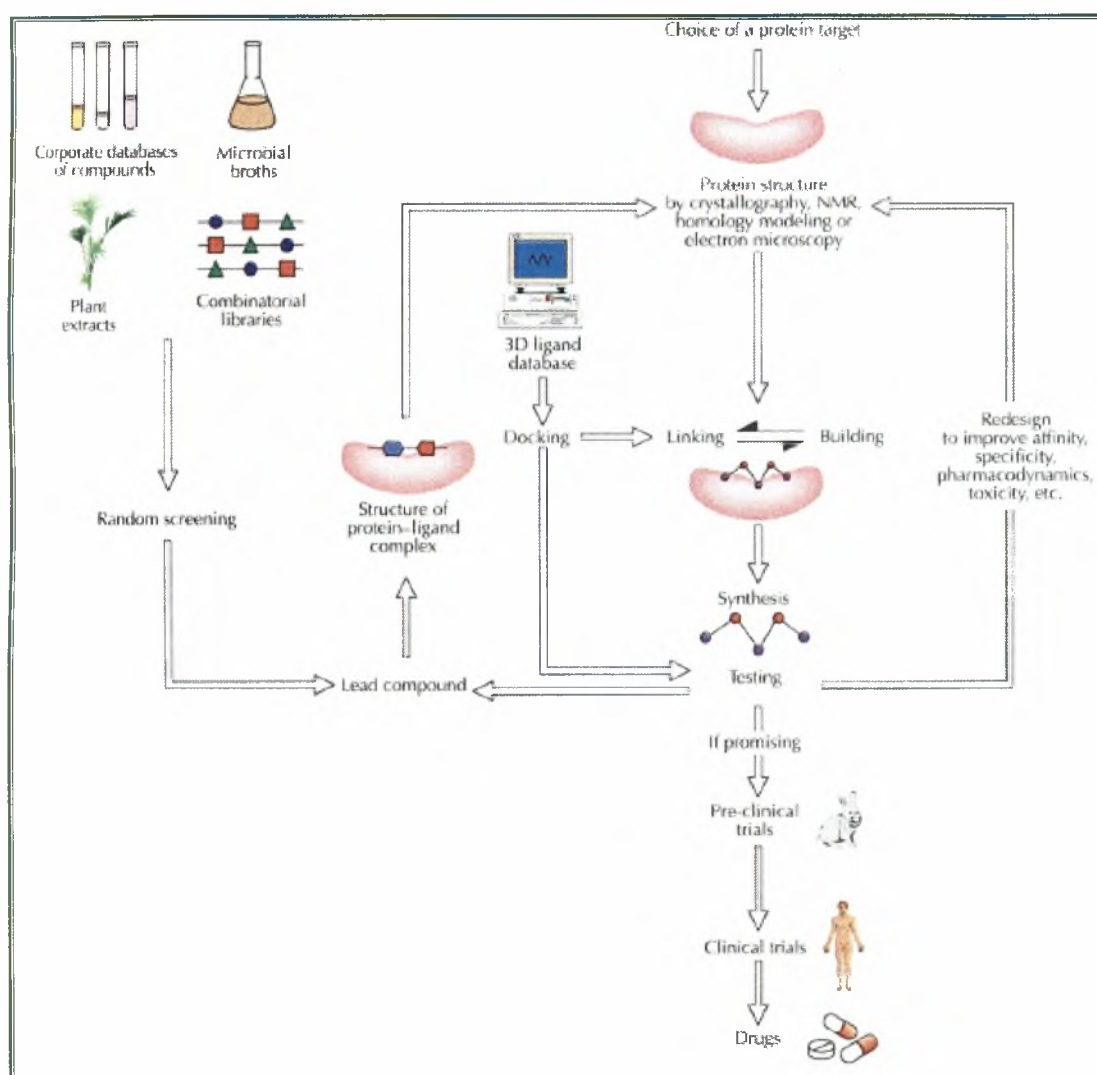 Choice of a protein target
Corporate databases
of compounds
Microbial
broths
Plant
extracts
Combinatorial
libraries
Protein structure
by crystallography, NMR,
homology modeling or
electron microscopy
3D ligand
database
Docking
Linking
Building
Redesign
to improve affinity,
specificity,
pharmacodynamics,
toxicity, etc.
Random screening
Structure of
protein–ligand
complex
Synthesis
Lead compound
Testing
If promising
Pre-clinical
trials
Clinical trials
Drugs